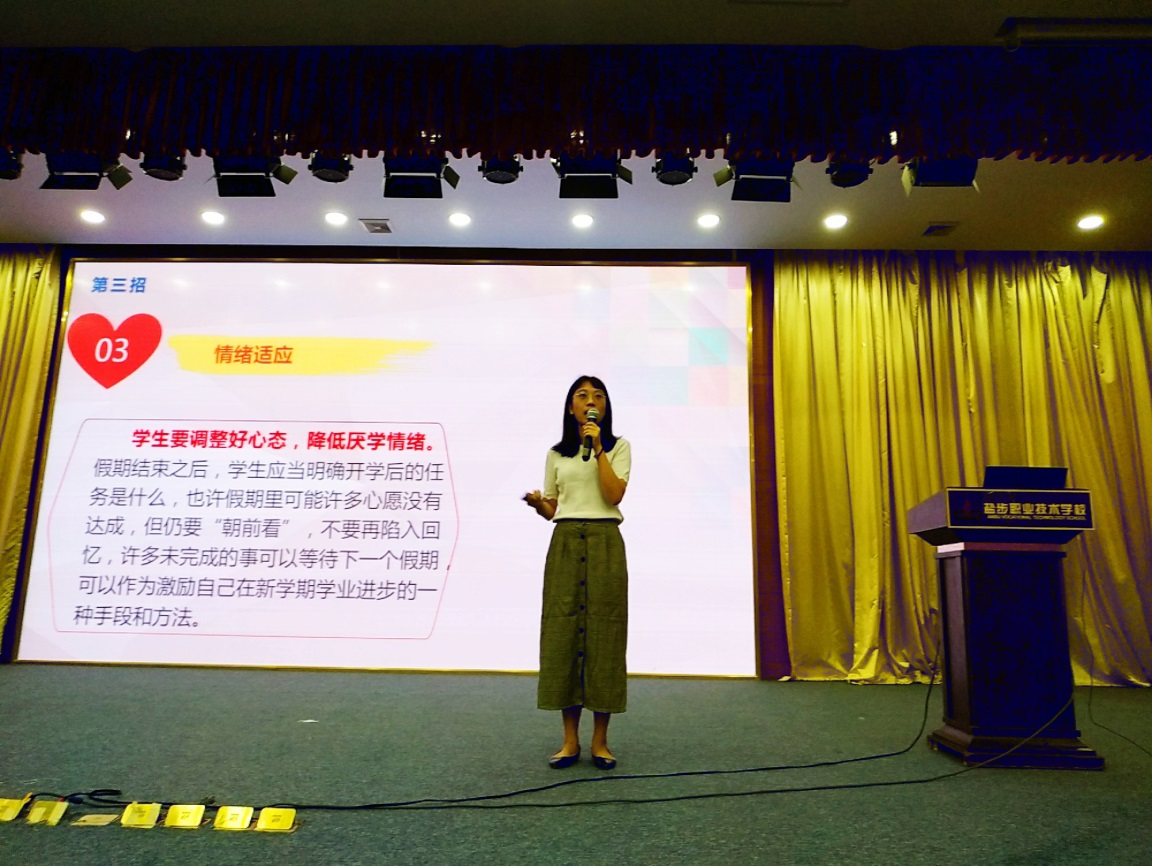 第三招
03
情绪适应
学生要调整好心态，降低厌学情绪。
假期结束之后，学生应当明确开学后的任
务是什么，也许假期里可能许多心愿没有
达成，但仍要“朝前看”，不要再陷入回
忆，许多未完成的事可以等待下一个假期，
可以作为激励自己在新学期学业进步的一
种手段和方法。
盐步职业技术学校
YANBU VOCATIONAL TECHNOLOGY SCHOOL